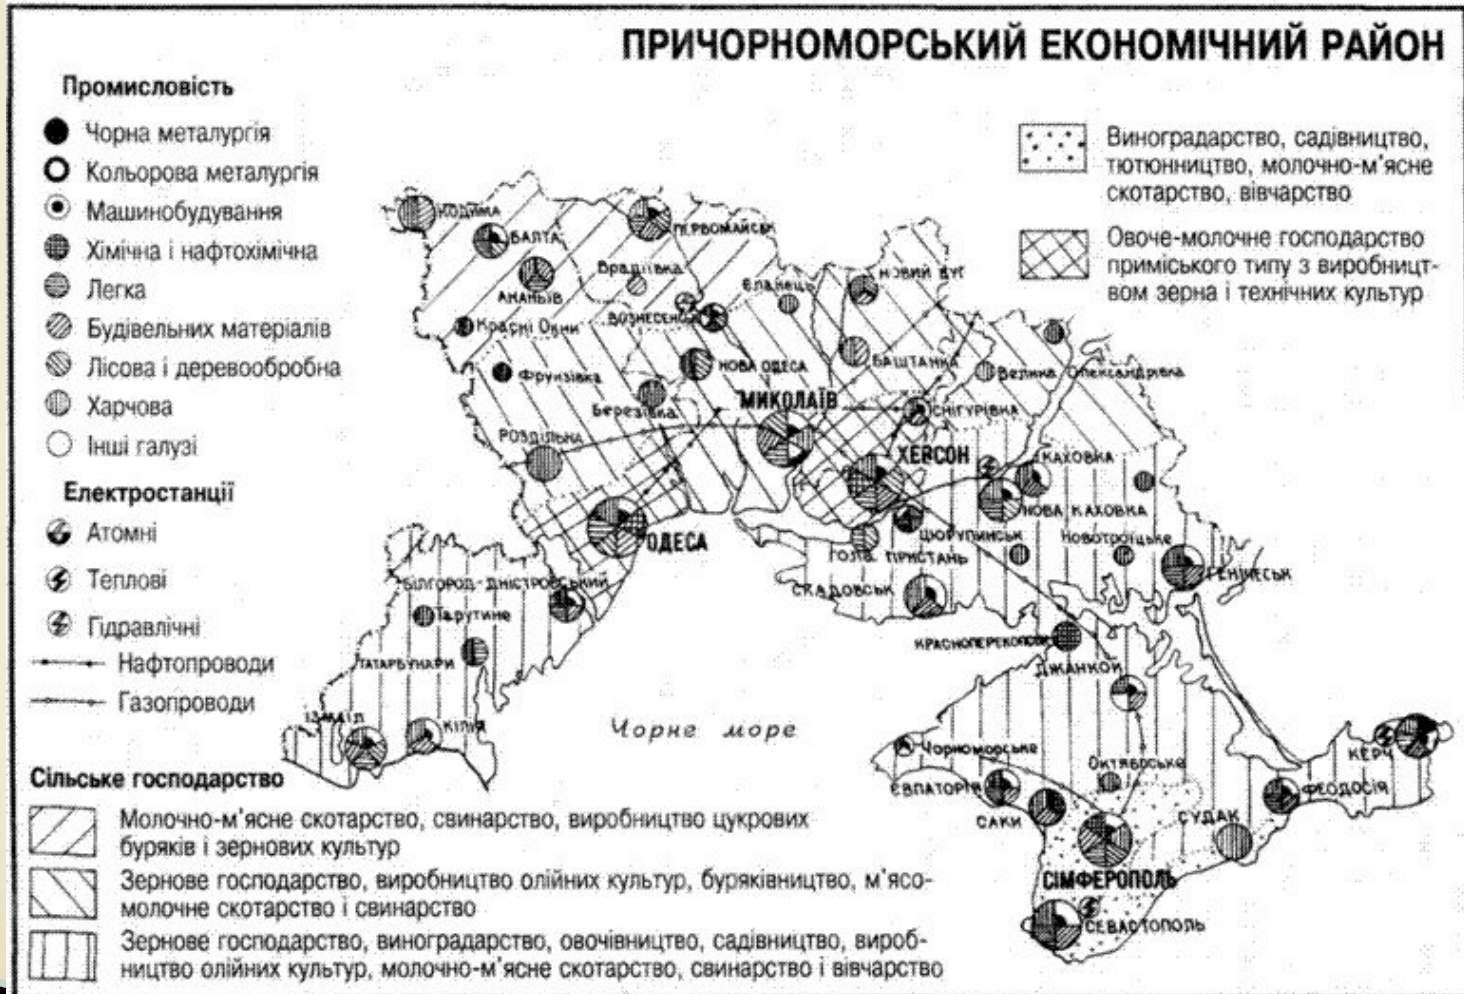 ПРИЧОРНОМОРСЬКИЙ ЕКОНОМІЧНИЙ РАЙОН
Промисловість
Чорна металургія
Кольорова металургія
Машинобудування
Хімічна і нафтохімічна
Легка
Будівельних матеріалів
Лісова і деревообробна
Харчова
Інші галузі
Електростанції
Атомні
Теплові
Гідравлічні
Нафтопроводи
Газопроводи
Сільське господарство
Молочно-м'ясне скотарство, свинарство, виробництво цукрових
буряків і зернових культур
Зернове господарство, виробництво олійних культур, буряківництво, м'ясо-
молочне скотарство і свинарство
Зернове господарство, виноградарство, овочівництво, садівництво, вироб-
ництво олійних культур, молочно-м'ясне скотарство, свинарство і вівчарство
Виноградарство, садівництво,
тютюнництво, молочно-м'ясне
скотарство, вівчарство
Овоче-молочне господарство
приміського типу з виробницт-
вом зерна і технічних культур
КОДИМА
БАЛТА
ПЕРВОМАЙСЬК
АНАНЬЇВ
Врадіївка
Єланець
НОВИЙ БУГ
Красні Окни
Фрунзівка
НОВА ОДЕСА
БАШТАНКА
Велика Олександрівка
Березівка
МИКОЛАЇВ
СНІГУРІВКА
РОЗДІЛЬНА
ХЕРСОН
КАХОВКА
НОВА КАХОВКА
ОДЕСА
ЦЮРУПИНСЬК
Новотроїцьке
ГОЛА ПРИСТАНЬ
ГЕНІЧЕСЬК
БІЛГОРОД-ДНІСТРОВСЬКИЙ
СКАДОВСЬК
Тарутине
ТАТАРБУНАРИ
ДЖАНКОЙ
ІЗМАЇЛ
КІЛІЯ
Чорне море
Чорноморське
Октябрське
КЕРЧ
ЄВПАТОРІЯ
ФЕОДОСІЯ
САКИ
СУДАК
СІМФЕРОПОЛЬ
СЕВАСТОПОЛЬ